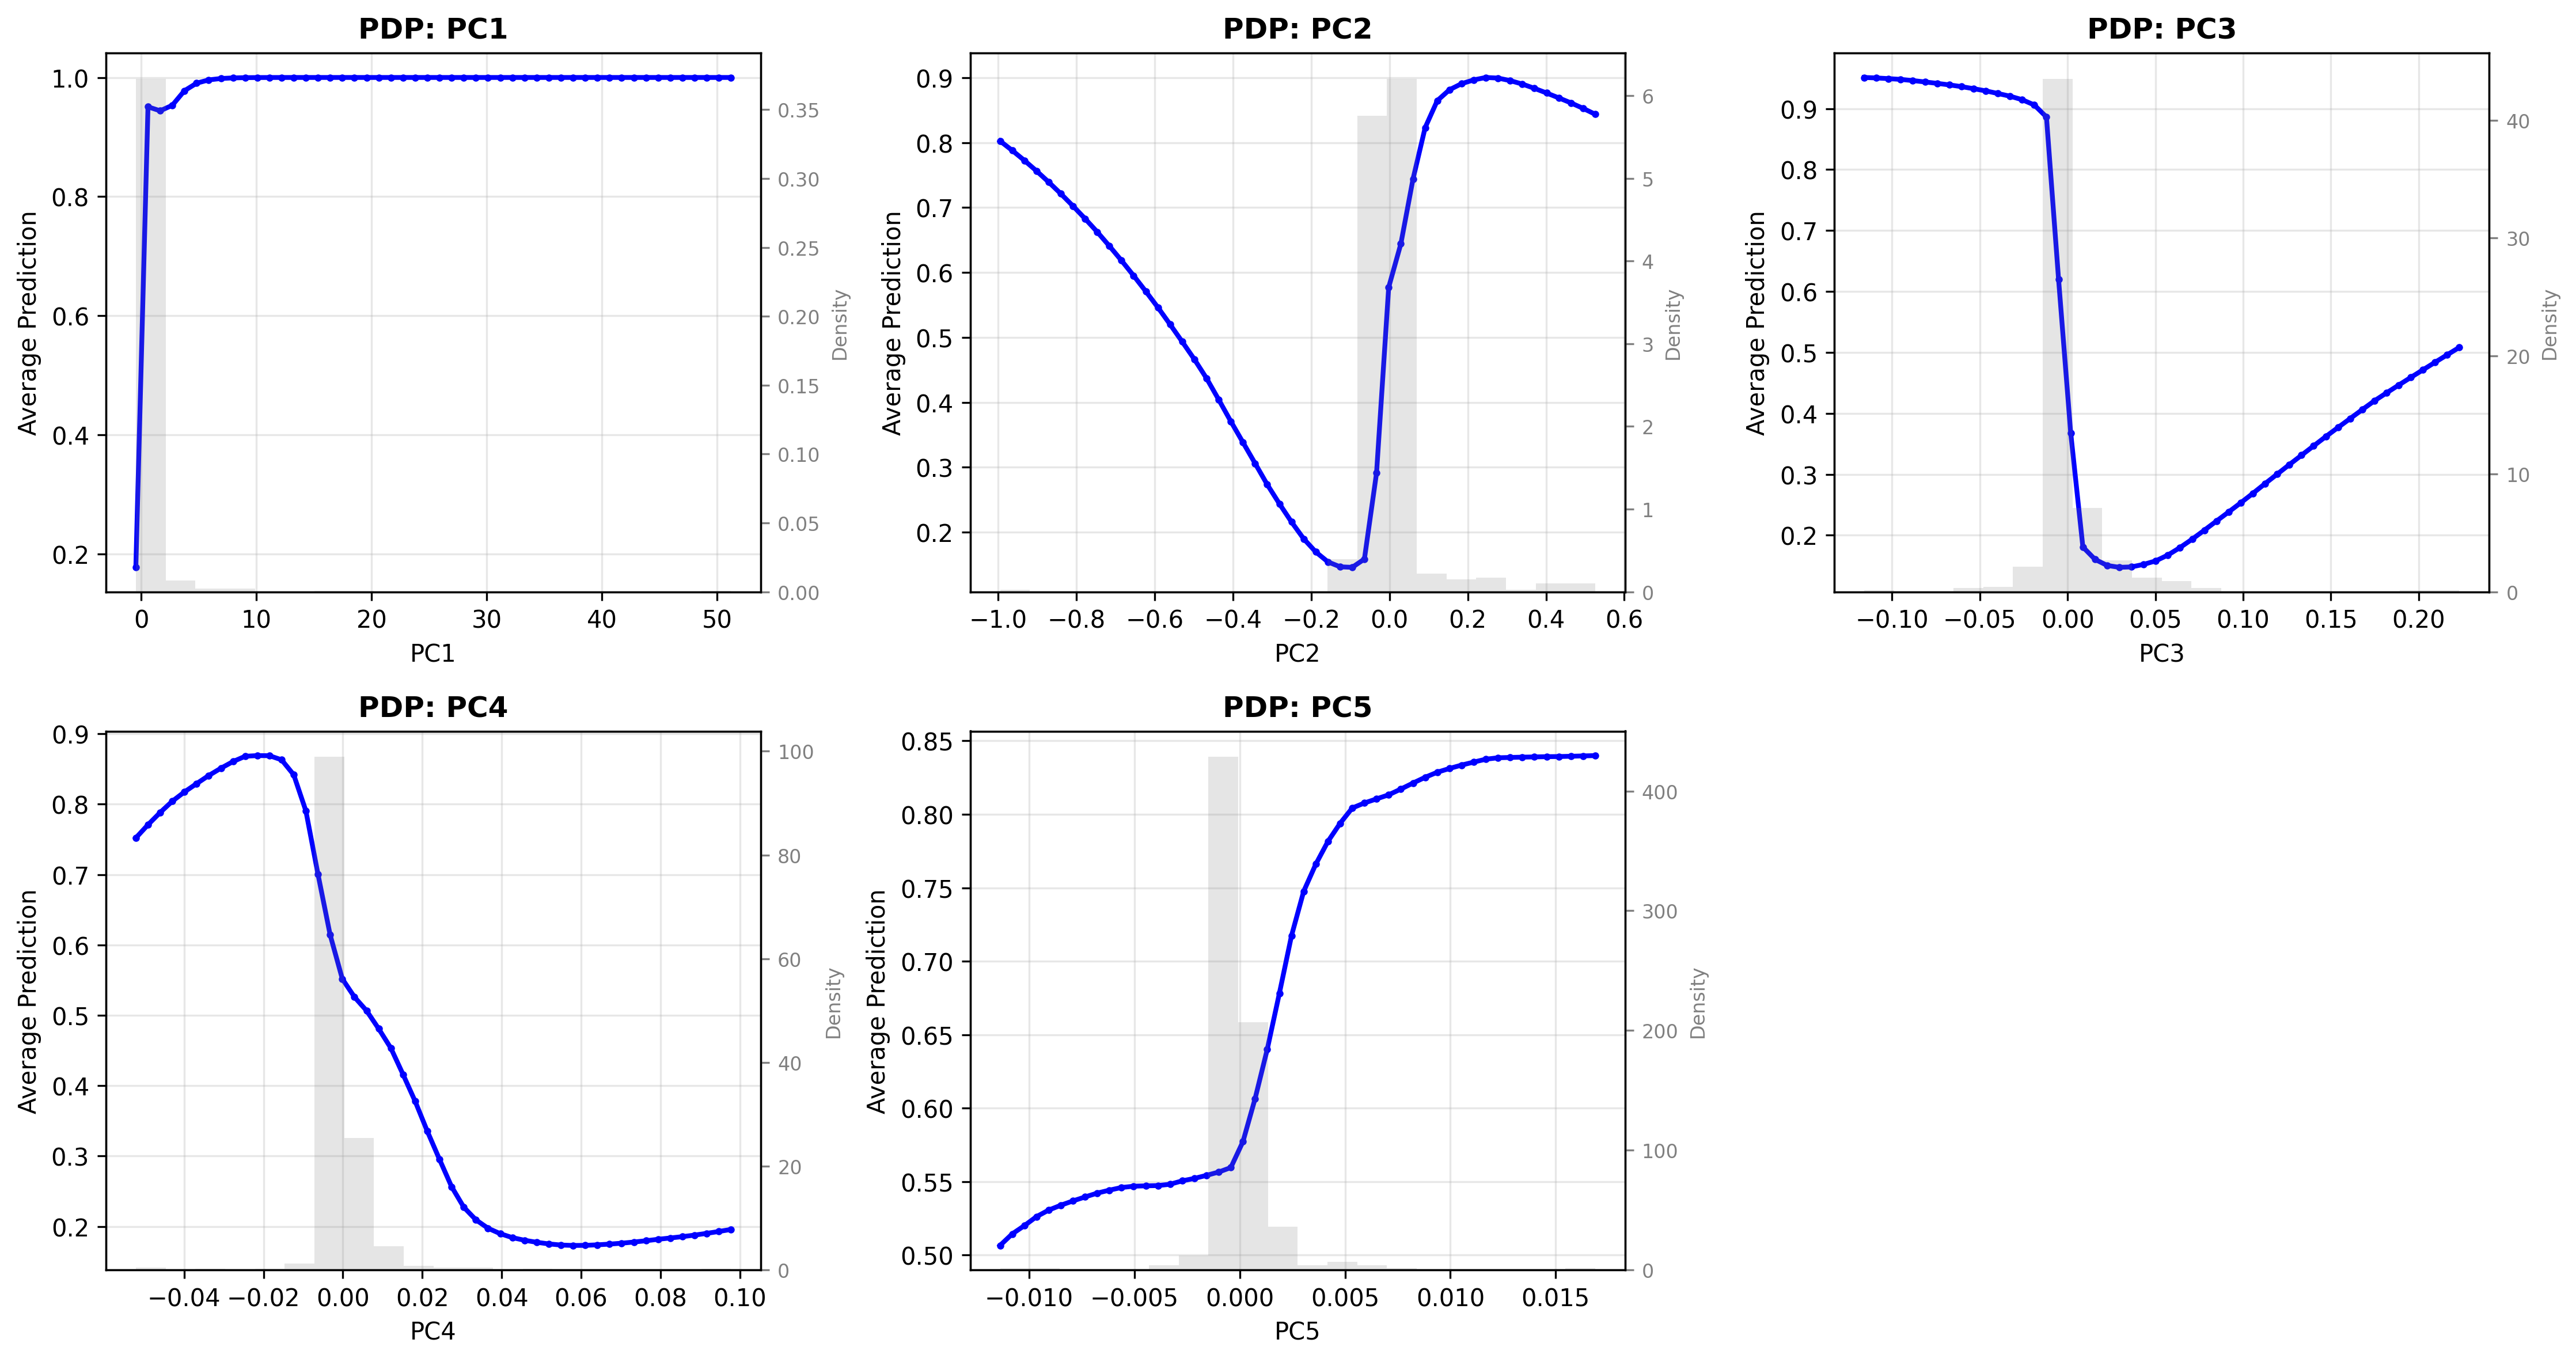 PDP: PC1
1.0
0.8
0.6
0.4
0.2
Average Prediction
0.35
0.30
0.25
0.20
0.15
0.10
0.05
0.00
Density
0 10 20 30 40 50
PC1
PDP: PC2
0.9
0.8
0.7
0.6
0.5
0.4
0.3
0.2
Average Prediction
6
5
4
3
2
1
0
Density
−1.0 −0.8 −0.6 −0.4 −0.2 0.0 0.2 0.4 0.6
PC2
PDP: PC3
0.9
0.8
0.7
0.6
0.5
0.4
0.3
0.2
Average Prediction
40
30
20
10
0
Density
−0.10 −0.05 0.00 0.05 0.10 0.15 0.20
PC3
PDP: PC4
0.9
0.8
0.7
0.6
0.5
0.4
0.3
0.2
Average Prediction
100
80
60
40
20
0
Density
−0.04 −0.02 0.00 0.02 0.04 0.06 0.08 0.10
PC4
PDP: PC5
0.85
0.80
0.75
0.70
0.65
0.60
0.55
0.50
Average Prediction
400
300
200
100
0
Density
−0.010 −0.005 0.000 0.005 0.010 0.015
PC5